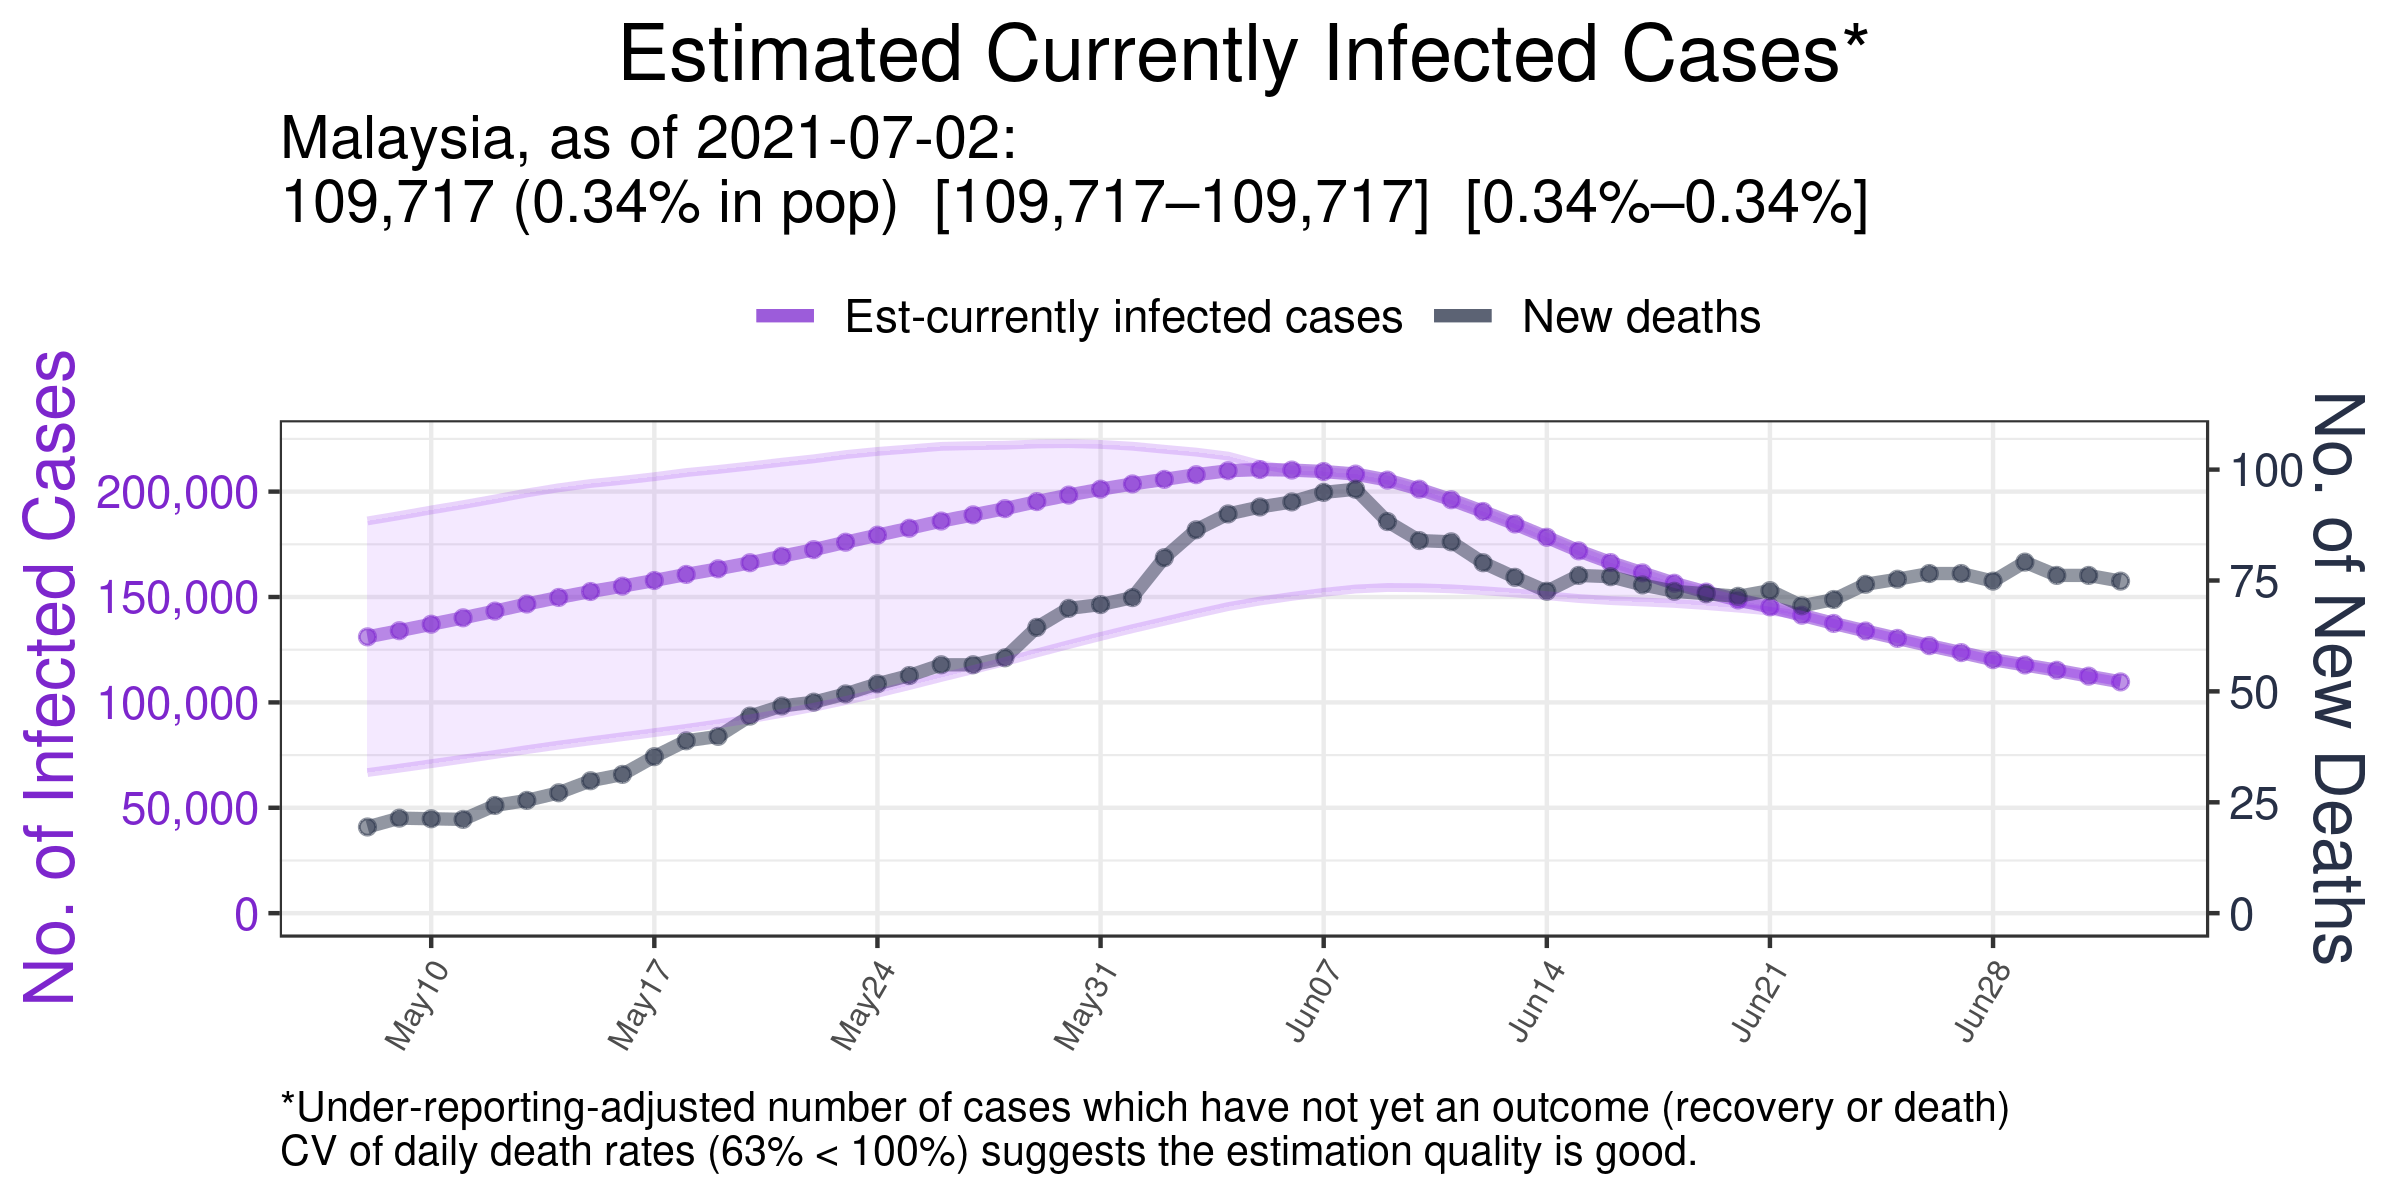 Estimated Currently Infected Cases*
Malaysia, as of 2021-07-02:
109,717 (0.34% in pop)  [109,717–109,717]  [0.34%–0.34%]
Est-currently infected cases
New deaths
No. of Infected Cases
200,000
150,000
100,000
50,000
0
100
75
50
25
0
No. of New Deaths
May10
May17
May24
May31
Jun07
Jun14
Jun21
Jun28
*Under-reporting-adjusted number of cases which have not yet an outcome (recovery or death)
CV of daily death rates (63% < 100%) suggests the estimation quality is good.